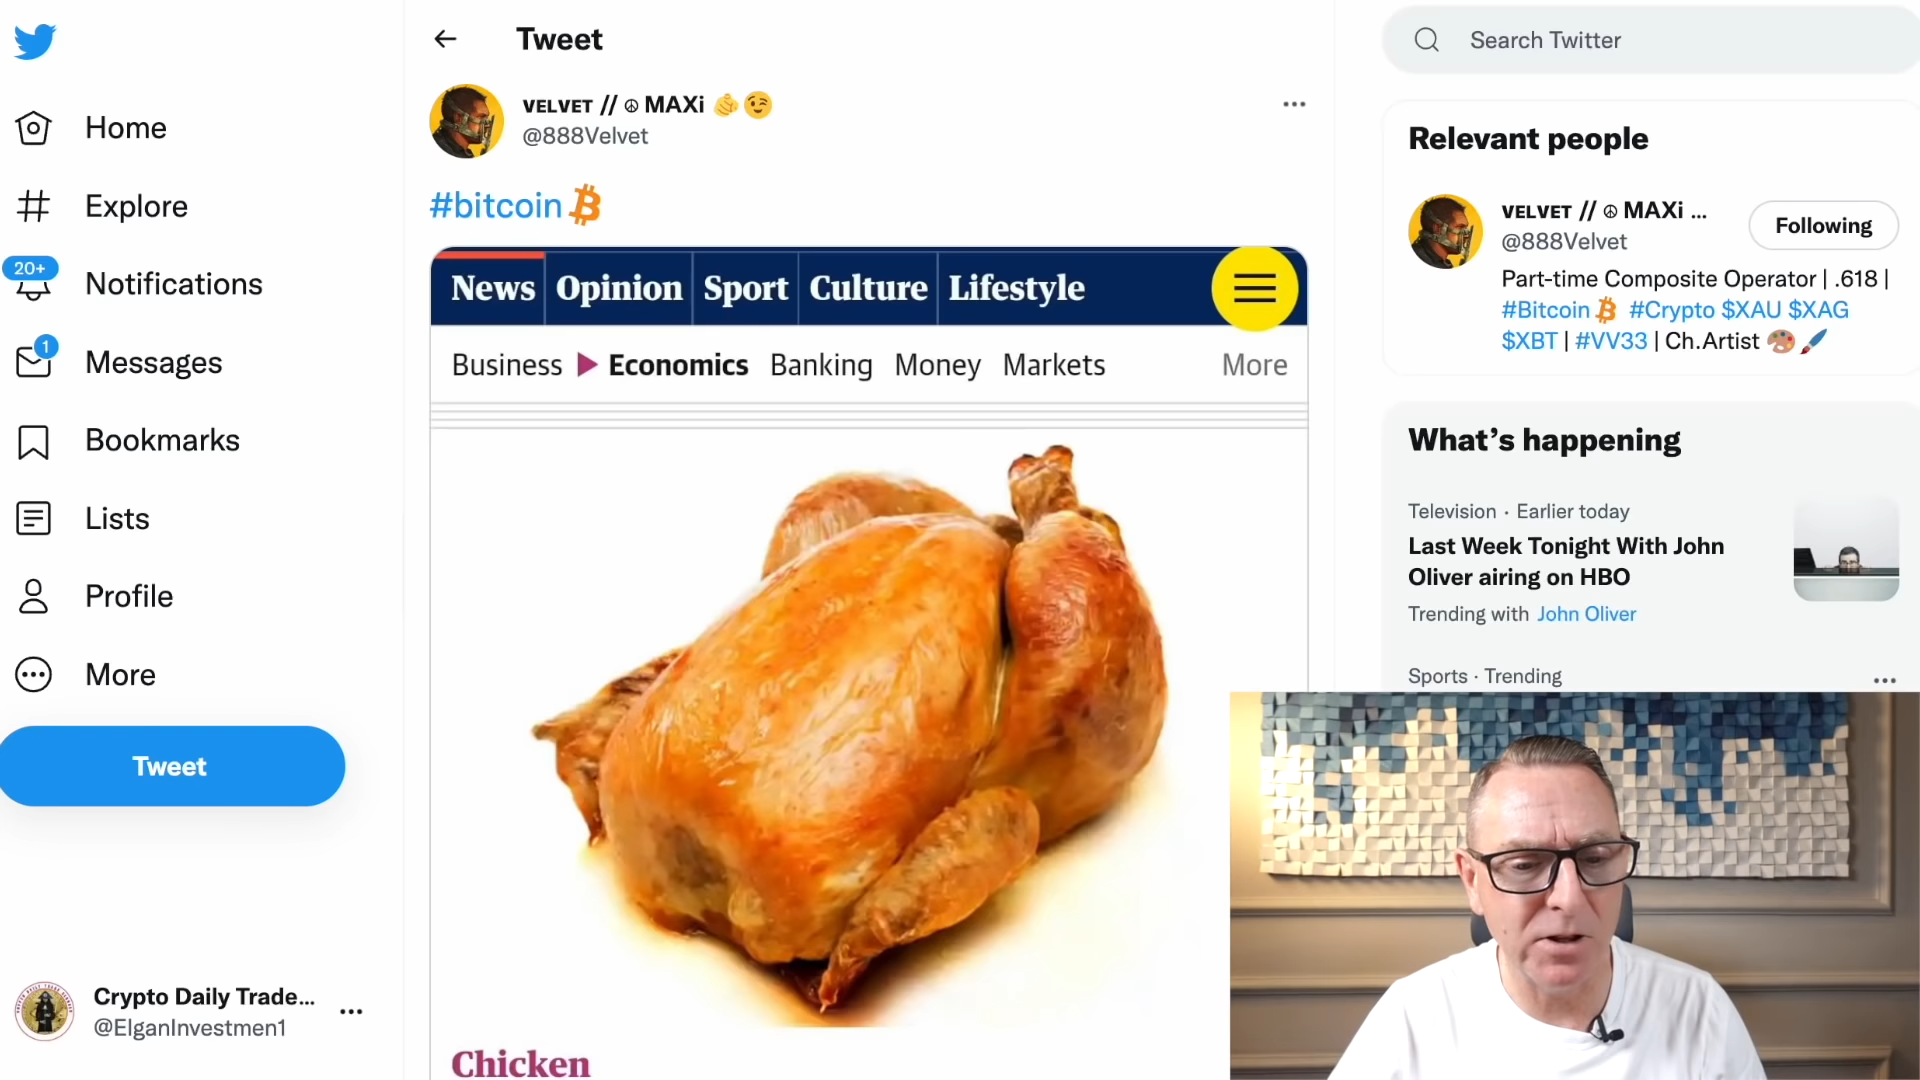 Home
Explore
20+
Notifications
1
Messages
Bookmarks
Lists
Profile
More
Tweet
Crypto Daily Trade...
@ElganInvestmen1
Tweet
VELVET // ☮ MAXi 🫵😉
@888Velvet
#bitcoin
News Opinion Sport Culture Lifestyle
Business Economics Banking Money Markets More
Chicken
Search Twitter
Relevant people
VELVET // ☮ MAXi ...
@888Velvet
Following
Part-time Composite Operator | .618 |
#Bitcoin #Crypto $XAU $XAG
$XBT | #VV33 | Ch.Artist 🎨🖌️
What's happening
Television · Earlier today
Last Week Tonight With John
Oliver airing on HBO
Trending with John Oliver
Sports · Trending